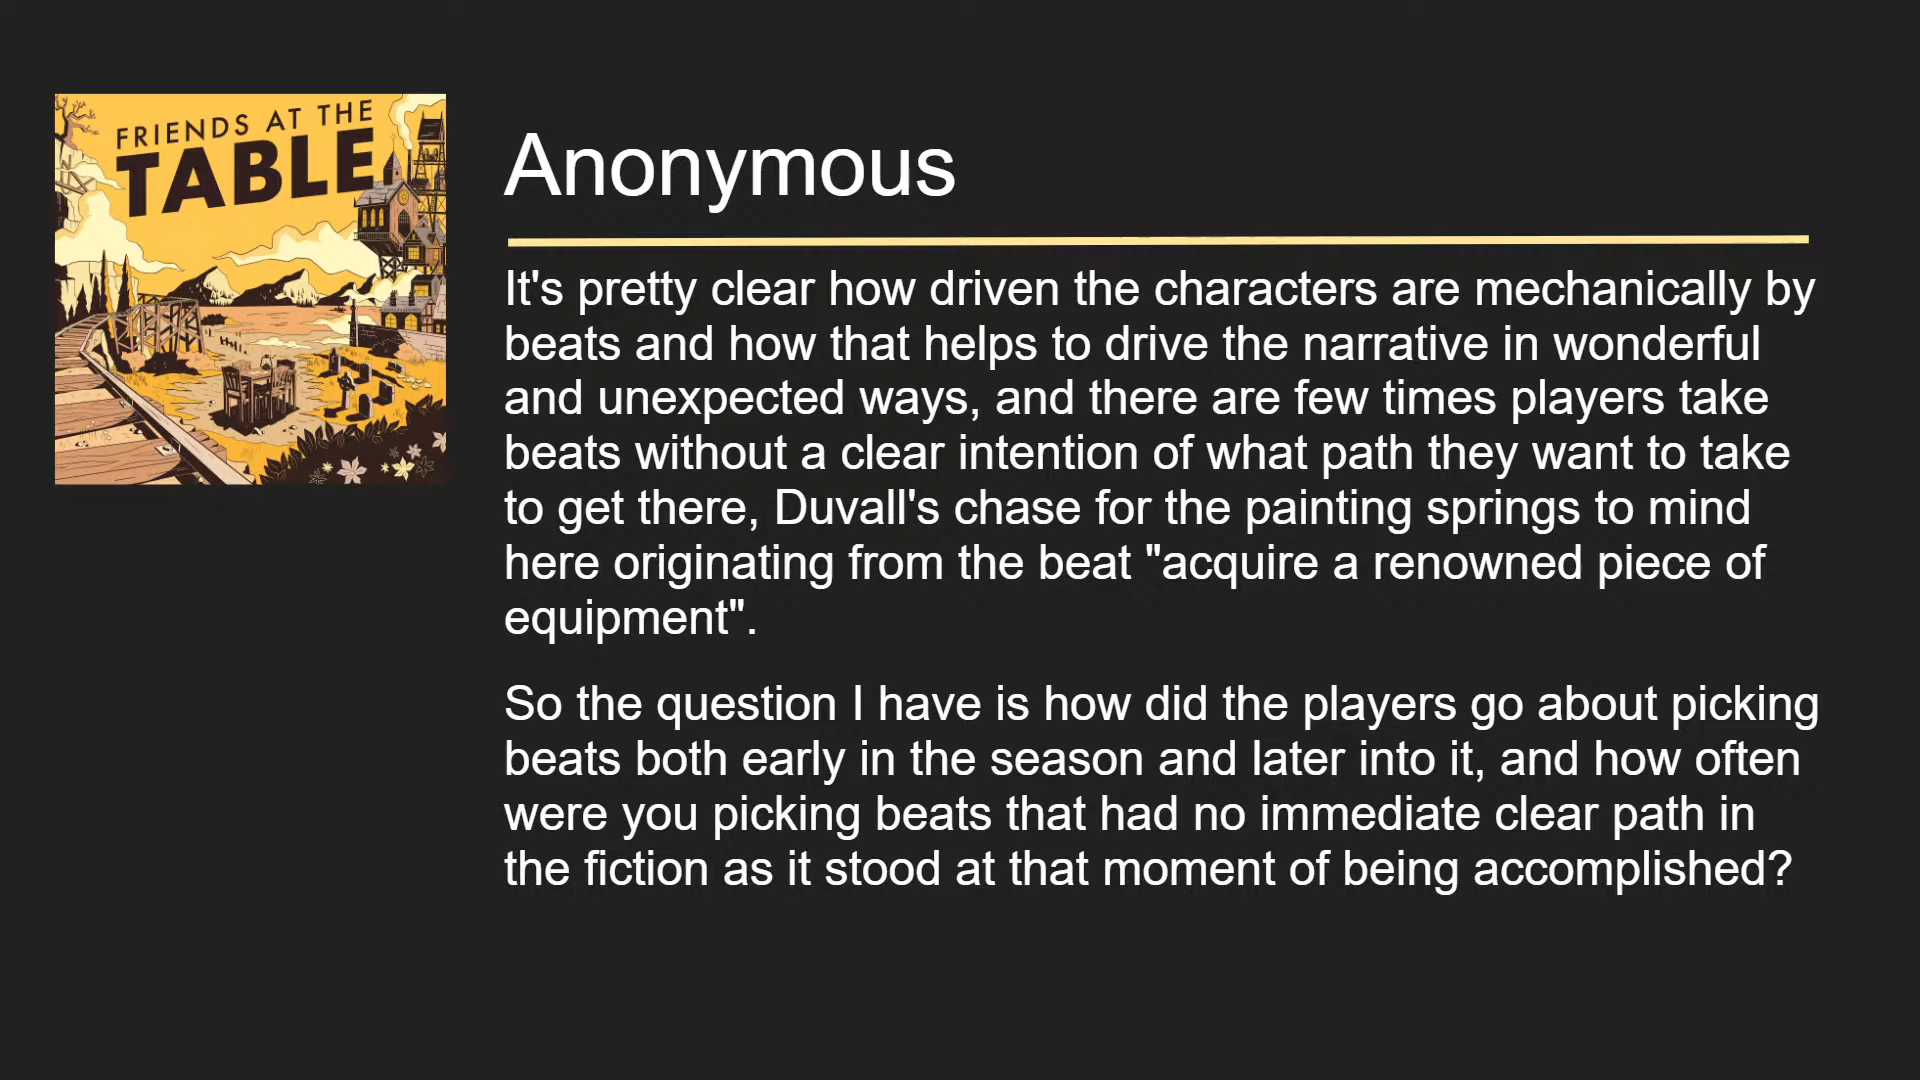 FRIENDS AT THE
TABLE
Anonymous
It's pretty clear how driven the characters are mechanically by
beats and how that helps to drive the narrative in wonderful
and unexpected ways, and there are few times players take
beats without a clear intention of what path they want to take
to get there, Duvall's chase for the painting springs to mind
here originating from the beat "acquire a renowned piece of
equipment".
So the question I have is how did the players go about picking
beats both early in the season and later into it, and how often
were you picking beats that had no immediate clear path in
the fiction as it stood at that moment of being accomplished?